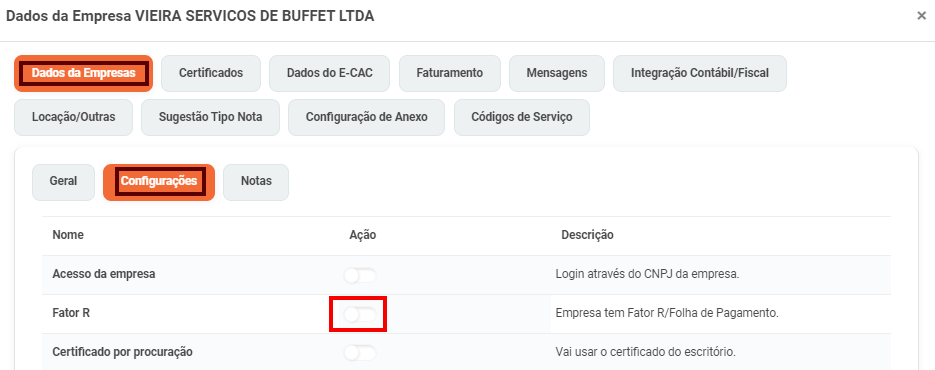 Dados da Empresa VIEIRA SERVICOS DE BUFFET LTDA ×
Dados da Empresas Certificados Dados do E-CAC Faturamento Mensagens Integração Contábil/Fiscal
Locação/Outras Sugestão Tipo Nota Configuração de Anexo Códigos de Serviço
Geral Configurações Notas
Nome Ação Descrição
Acesso da empresa Login através do CNPJ da empresa.
Fator R Empresa tem Fator R/Folha de Pagamento.
Certificado por procuração Vai usar o certificado do escritório.